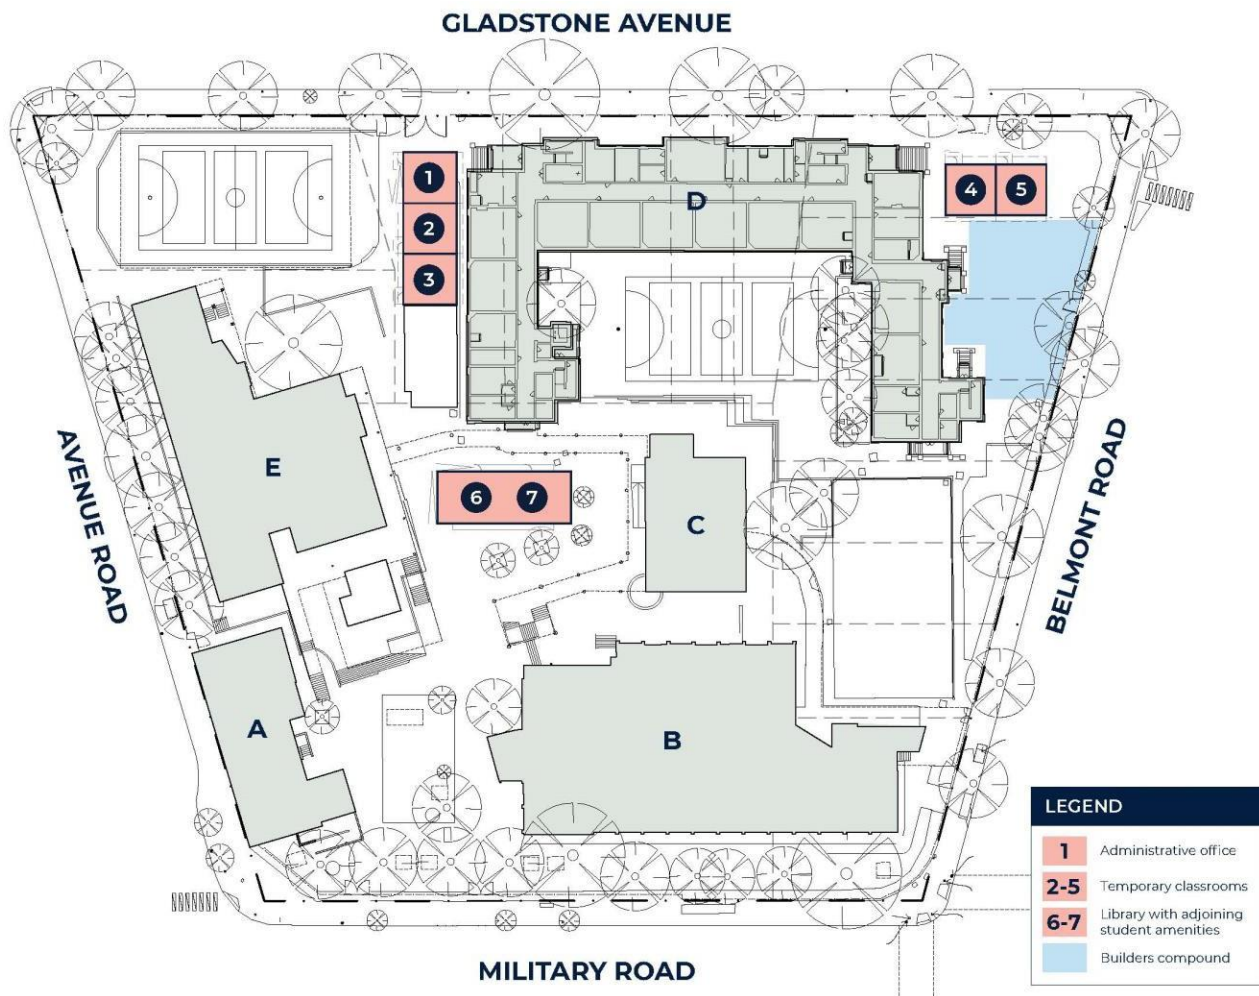 GLADSTONE AVENUE
1
4
5
D
2
3
AVENUE ROAD
E
6
7
C
BELMONT ROAD
A
B
LEGEND
1 Administrative office
2-5 Temporary classrooms
6-7 Library with adjoining
student amenities
Builders compound
MILITARY ROAD